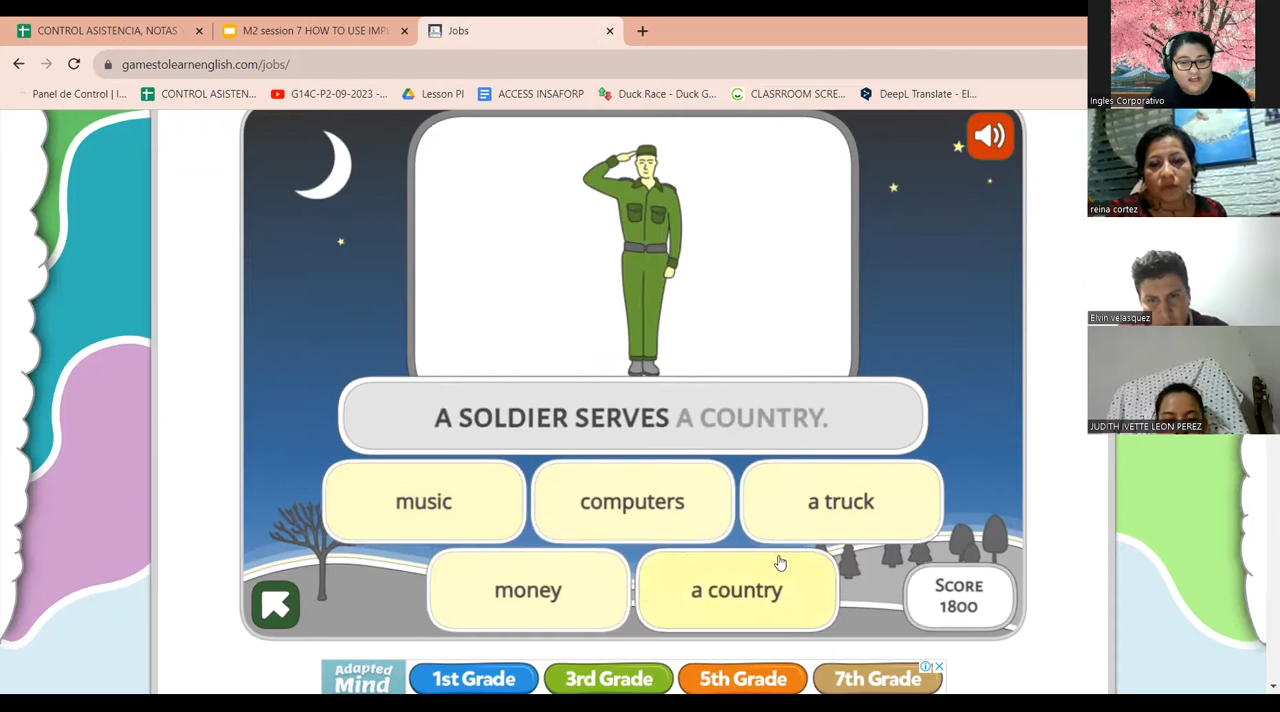 CONTROL ASISTENCIA, NOTAS
M2 session 7 HOW TO USE IMP
Jobs
gamestolearnenglish.com/jobs/
Panel de Control | I...
CONTROL ASISTEN...
G14C-P2-09-2023 -...
Lesson Pl
ACCESS INSAFORP
Duck Race - Duck G...
CLASRROOM SCRE...
DeepL Translate - El...
Ingles Corporativo
reina cortez
Elvin velasquez
JUDITH IVETTE LEON PEREZ
A SOLDIER SERVES A COUNTRY.
music
computers
a truck
money
a country
SCORE
1800
Adapted
Mind
1st Grade
3rd Grade
5th Grade
7th Grade